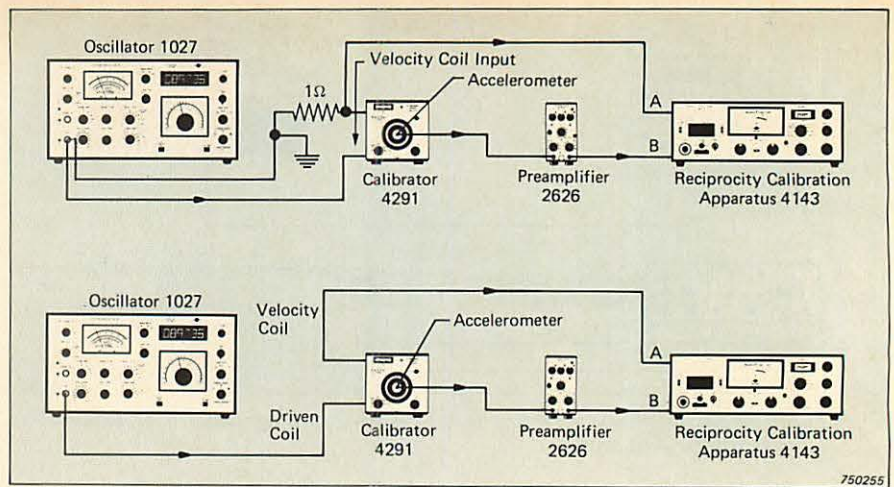 Oscillator 1027
1Ω
Velocity Coil Input
Accelerometer
A
B
Calibrator
4291
Preamplifier
2626
Reciprocity Calibration
Apparatus 4143
Oscillator 1027
Velocity
Coil
Accelerometer
A
B
Driven
Coil
Calibrator
4291
Preamplifier
2626
Reciprocity Calibration
Apparatus 4143
750255